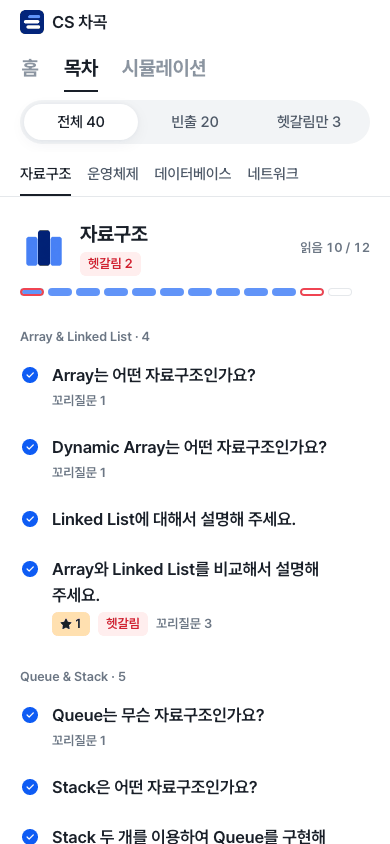 CS 차곡
홈 목차 시뮬레이션
전체 40 빈출 20 헷갈림만 3
자료구조 운영체제 데이터베이스 네트워크
자료구조
헷갈림 2
읽음 10 / 12
Array & Linked List · 4
Array는 어떤 자료구조인가요?
꼬리질문 1
Dynamic Array는 어떤 자료구조인가요?
꼬리질문 1
Linked List에 대해서 설명해 주세요.
Array와 Linked List를 비교해서 설명해
주세요.
★ 1 헷갈림 꼬리질문 3
Queue & Stack · 5
Queue는 무슨 자료구조인가요?
꼬리질문 1
Stack은 어떤 자료구조인가요?
Stack 두 개를 이용하여 Queue를 구현해